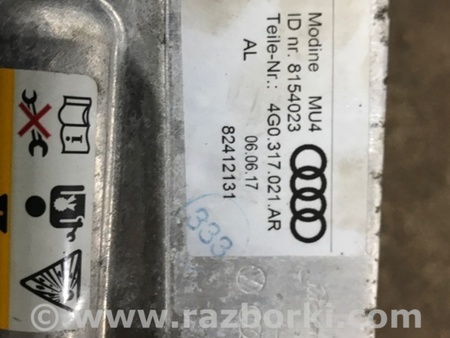 Modine MU4
ID nr. 8154023
Teile-Nr.: 4G0.317.021.AR
06.06.17
AL
82412131
333
©www.razborki.com